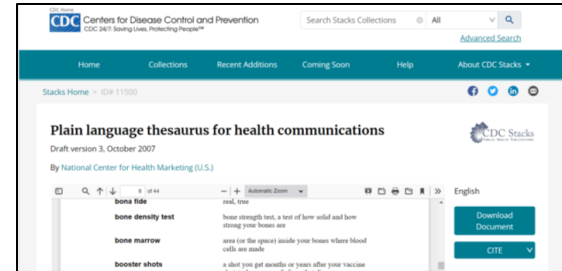 CDC Home
CDC Centers for Disease Control and Prevention
CDC 24/7: Saving Lives, Protecting People™
Search Stacks Collections All
Advanced Search
Home Collections Recent Additions Coming Soon Help About CDC Stacks
Stacks Home > ID# 11500
Plain language thesaurus for health communications
Draft version 3, October 2007
By National Center for Health Marketing (U.S.)
CDC Stacks
PUBLIC HEALTH PUBLICATIONS
8 of 44 Automatic Zoom
English
Download
Document
CITE
bona fide real, true
bone density test bone strength test, a test of how solid and how
strong your bones are
bone marrow area (or the space) inside your bones where blood
cells are made
booster shots a shot you get months or years after your vaccine